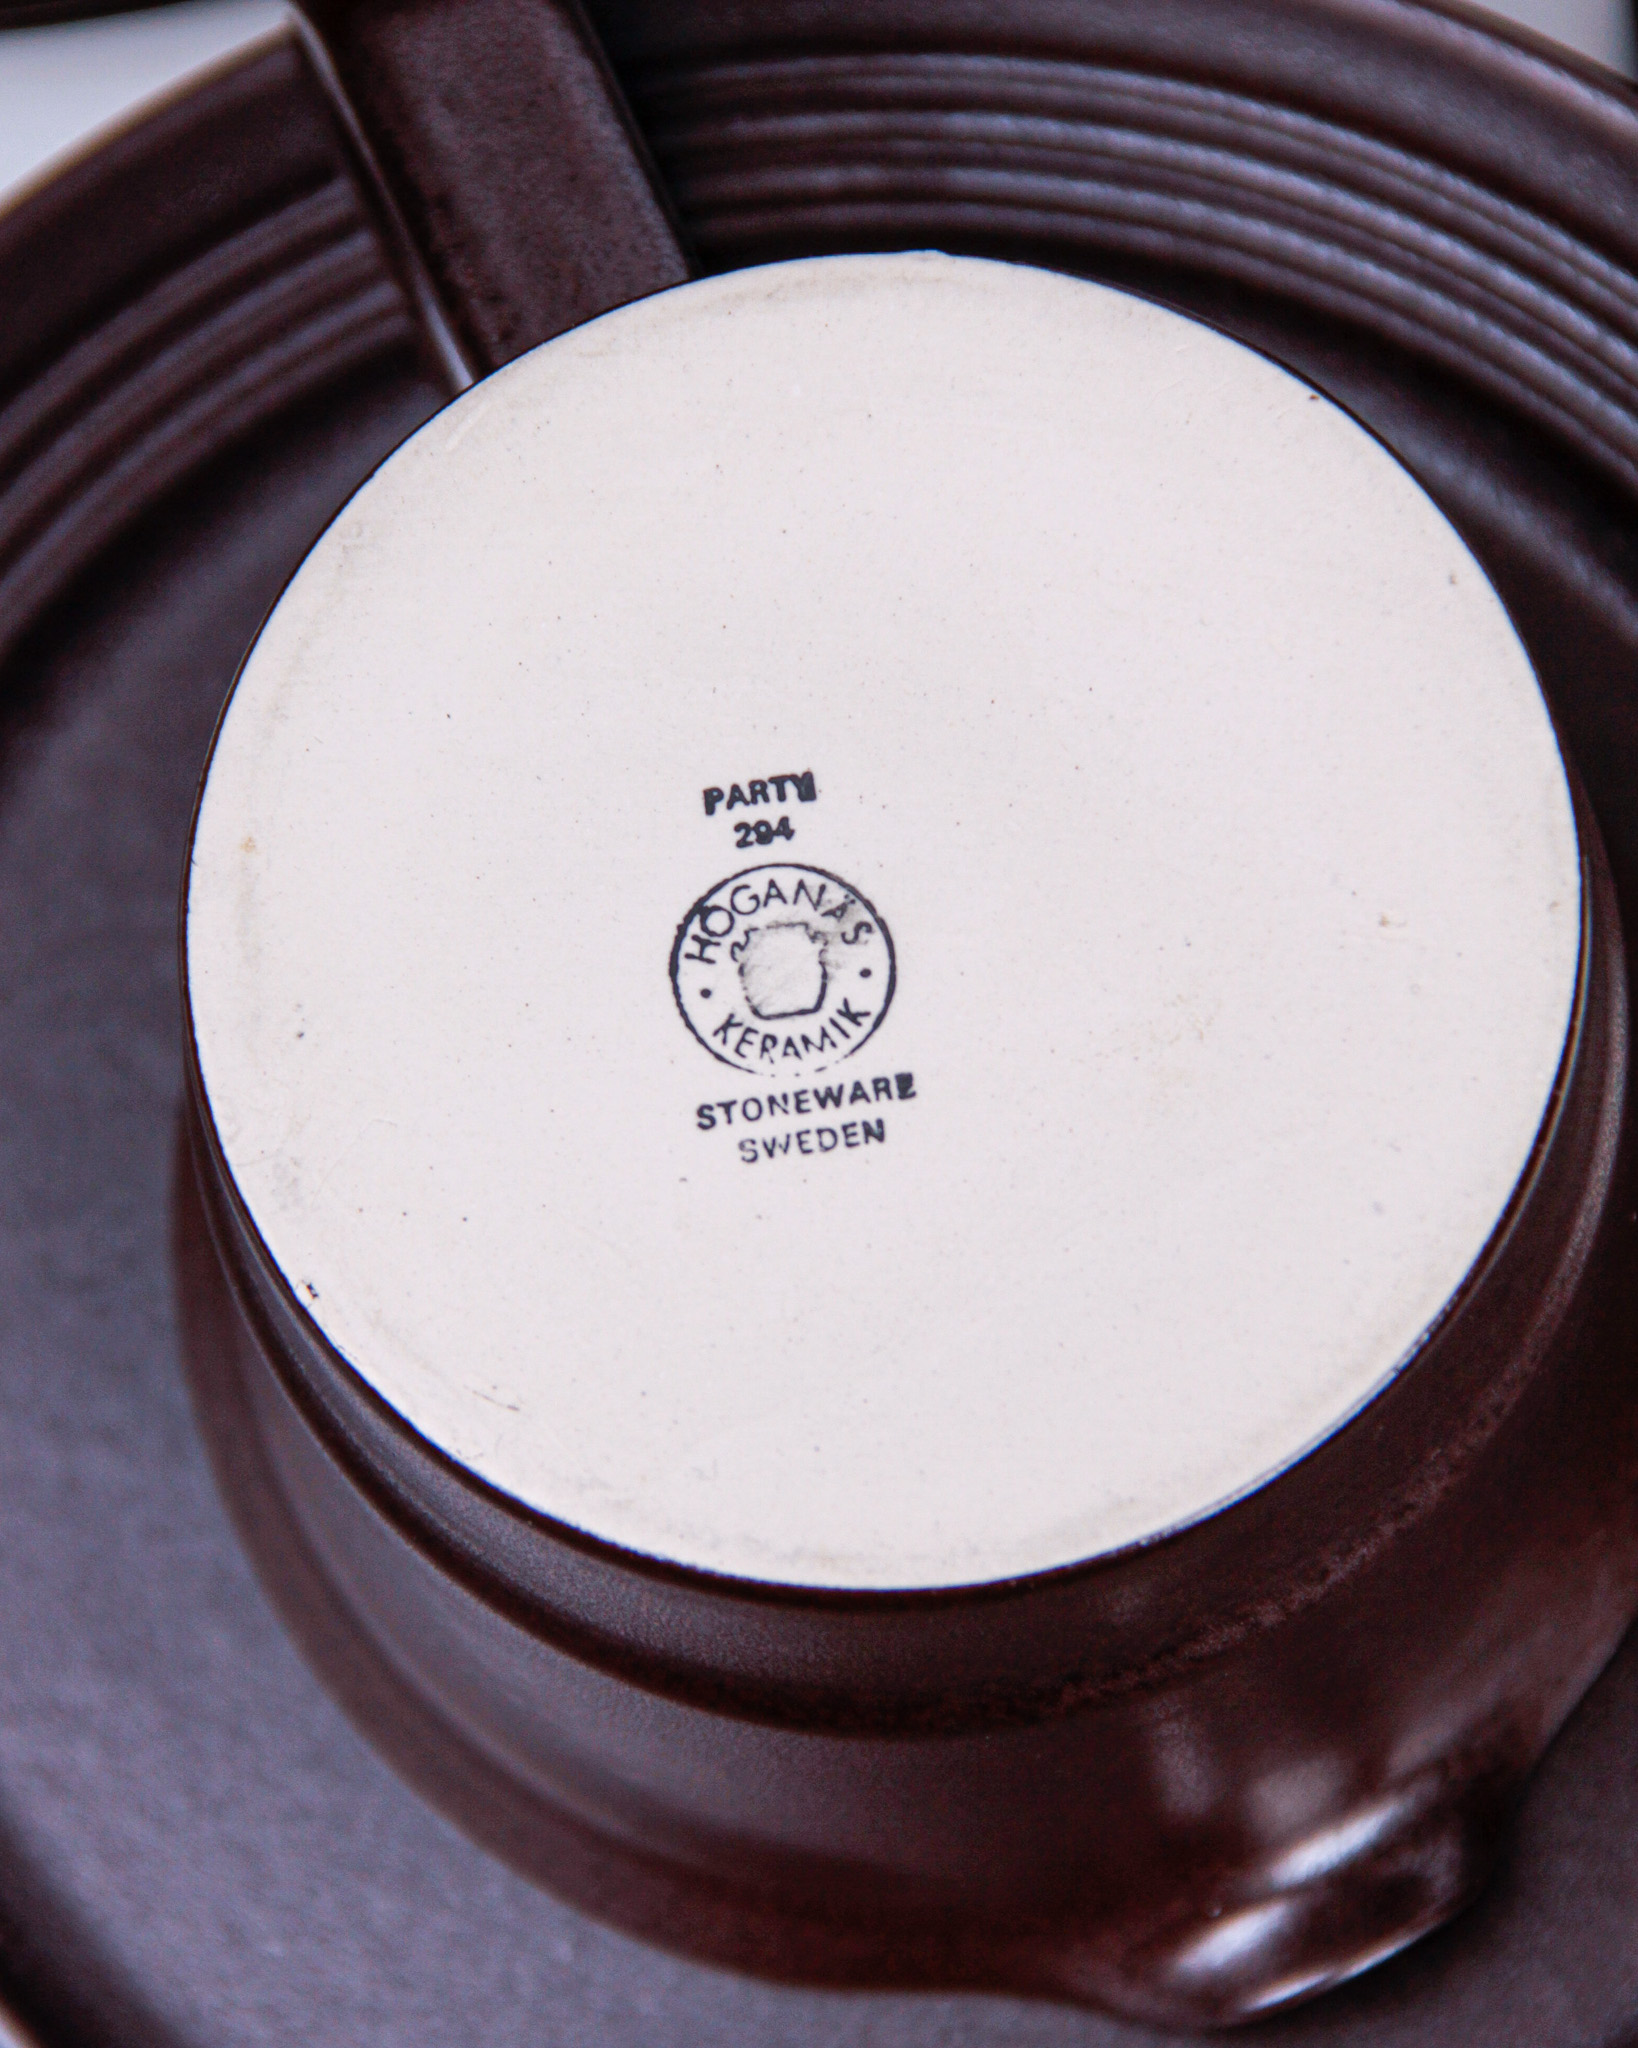 PARTY
294
HÖGANÄS
KERAMIK
STONEWARE
SWEDEN